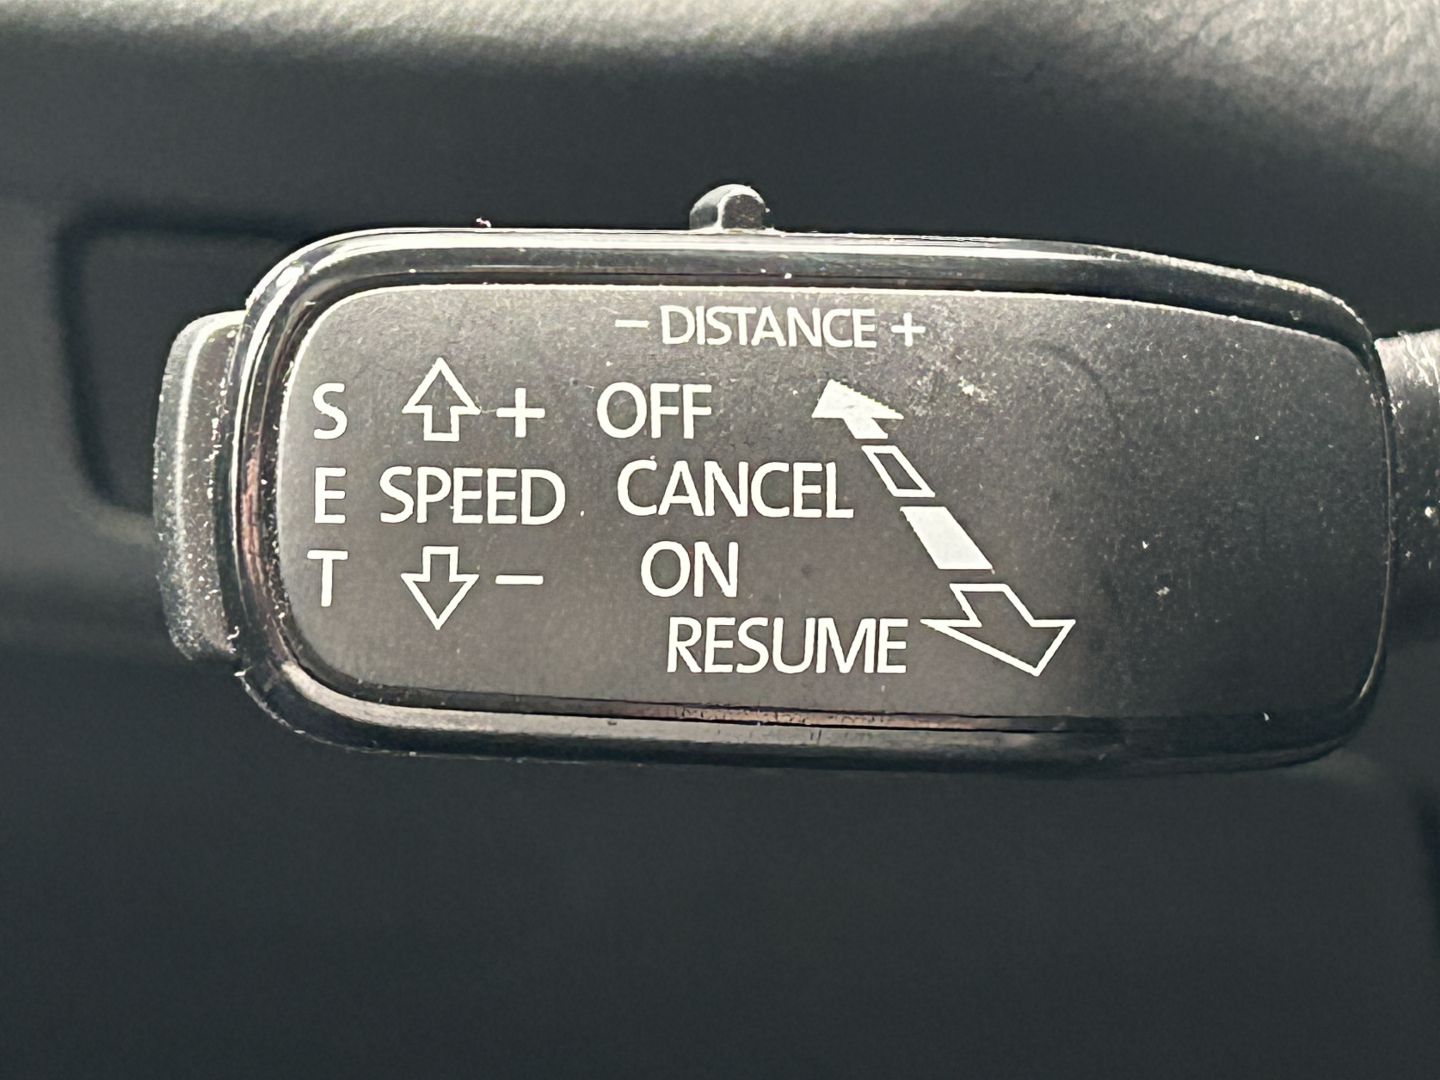 - DISTANCE +
S + OFF
E SPEED CANCEL
T - ON
RESUME